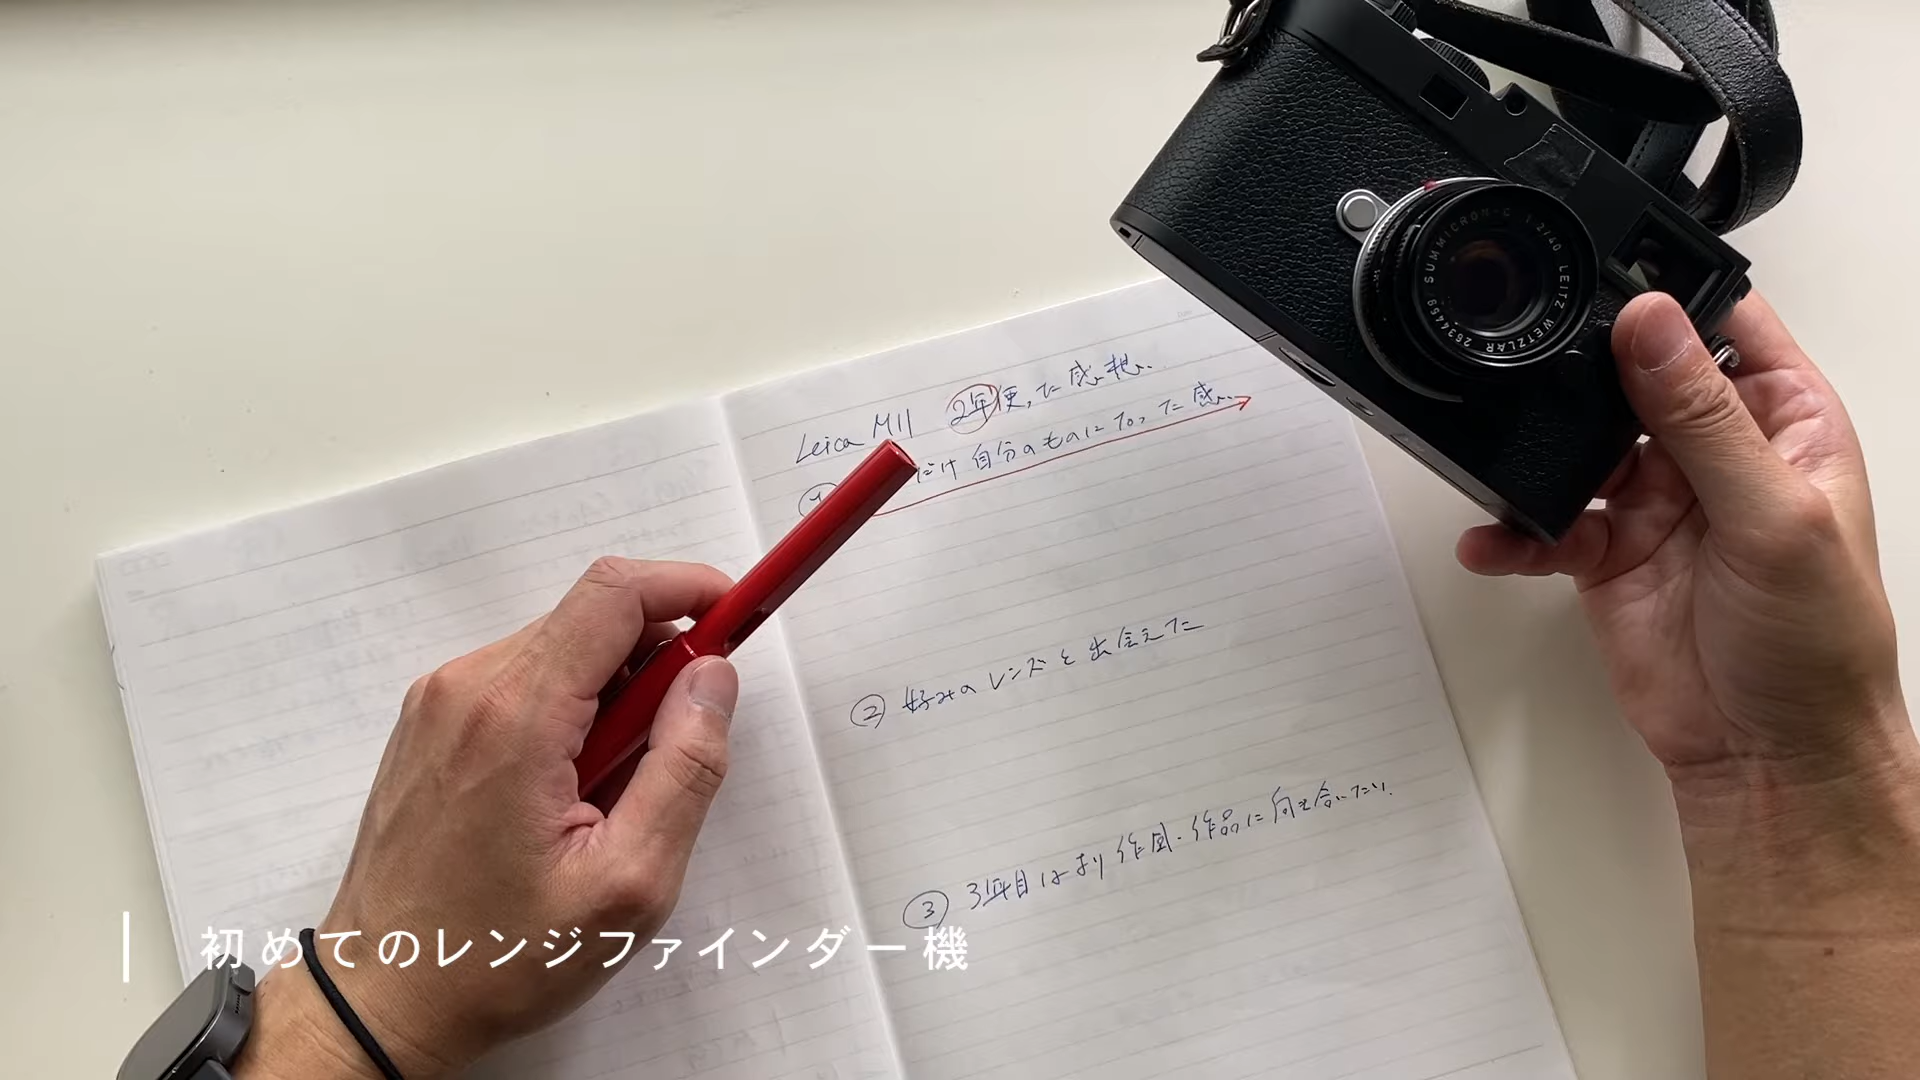 Leica M11 2年使った感想
① だけ自分のものになった感
② 好みのレンズと出会えた
③ 3年目はより作風・作品に向き合いたい.
SUMMICRON-C 1:2/40 LEITZ WETZLAR 2634459
初めてのレンジファインダー機